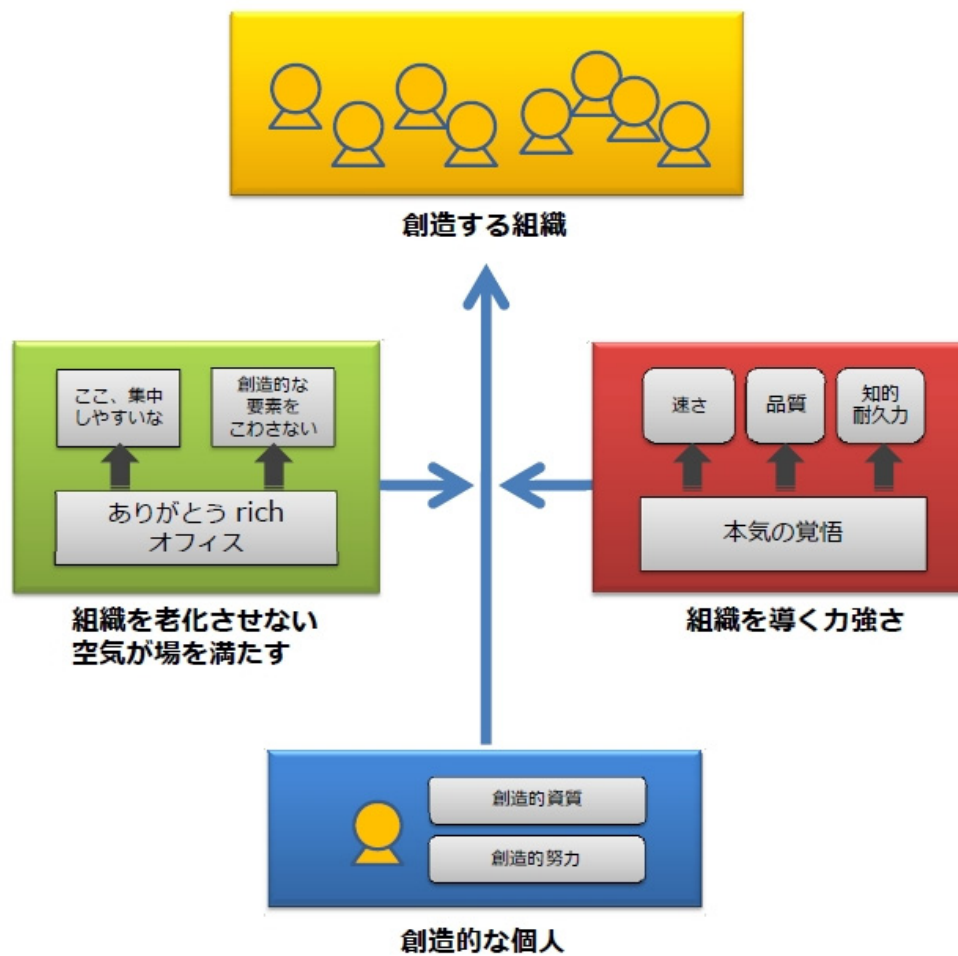 創造する組織
ここ、集中
しやすいな
創造的な
要素を
こわさない
ありがとう rich
オフィス
組織を老化させない
空気が場を満たす
速さ
品質
知的
耐久力
本気の覚悟
組織を導く力強さ
創造的資質
創造的努力
創造的な個人